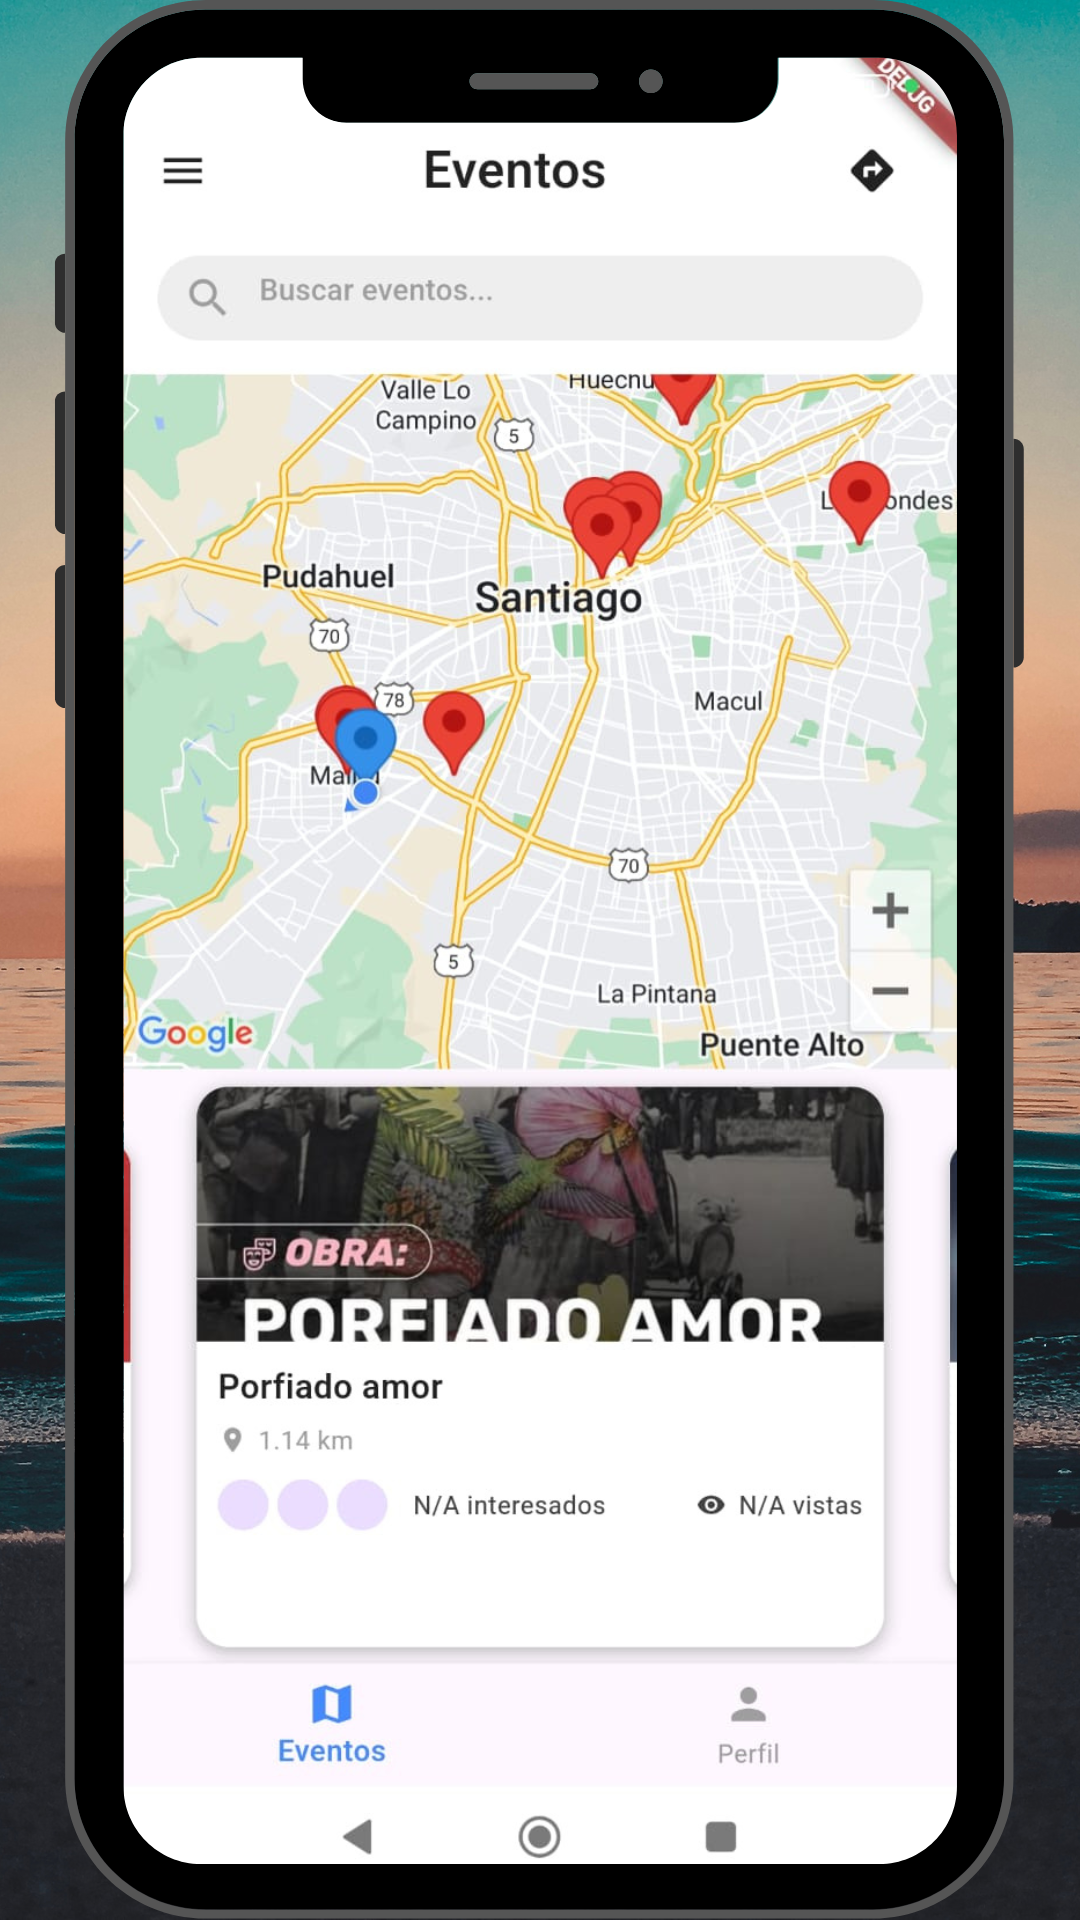 DEBUG
Eventos
Buscar eventos...
Valle Lo
Campino
Huechu
5
L
ondes
Pudahuel
Santiago
70
78
Macul
Mai
70
5
La Pintana
Google
Puente Alto
+
−
OBRA:
PORFIADO AMOR
Porfiado amor
1.14 km
N/A interesados
N/A vistas
Eventos
Perfil